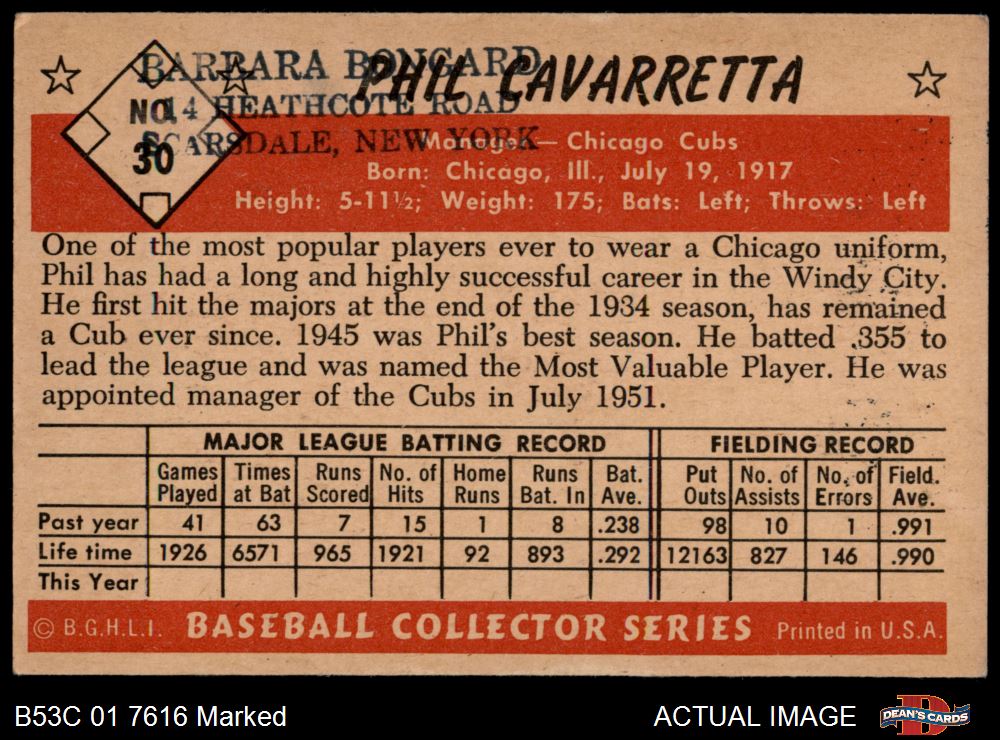 BARBARA BONGARD
14 HEATHCOTE ROAD
SCARSDALE, NEW YORK
NO.
30
PHIL CAVARRETTA
Manager — Chicago Cubs
Born: Chicago, Ill., July 19, 1917
Height: 5-11½; Weight: 175; Bats: Left; Throws: Left
One of the most popular players ever to wear a Chicago uniform,
Phil has had a long and highly successful career in the Windy City.
He first hit the majors at the end of the 1934 season, has remained
a Cub ever since. 1945 was Phil's best season. He batted .355 to
lead the league and was named the Most Valuable Player. He was
appointed manager of the Cubs in July 1951.
MAJOR LEAGUE BATTING RECORD FIELDING RECORD
Games Times Runs No. of Home Runs Bat. Put No. of No. of Field.
Played at Bat Scored Hits Runs Bat. In Ave. Outs Assists Errors Ave.
Past year 41 63 7 15 1 8 .238 98 10 1 .991
Life time 1926 6571 965 1921 92 893 .292 12163 827 146 .990
This Year
© B.G.H.L.I. BASEBALL COLLECTOR SERIES Printed in U.S.A.
B53C 01 7616 Marked ACTUAL IMAGE D DEAN'S CARDS